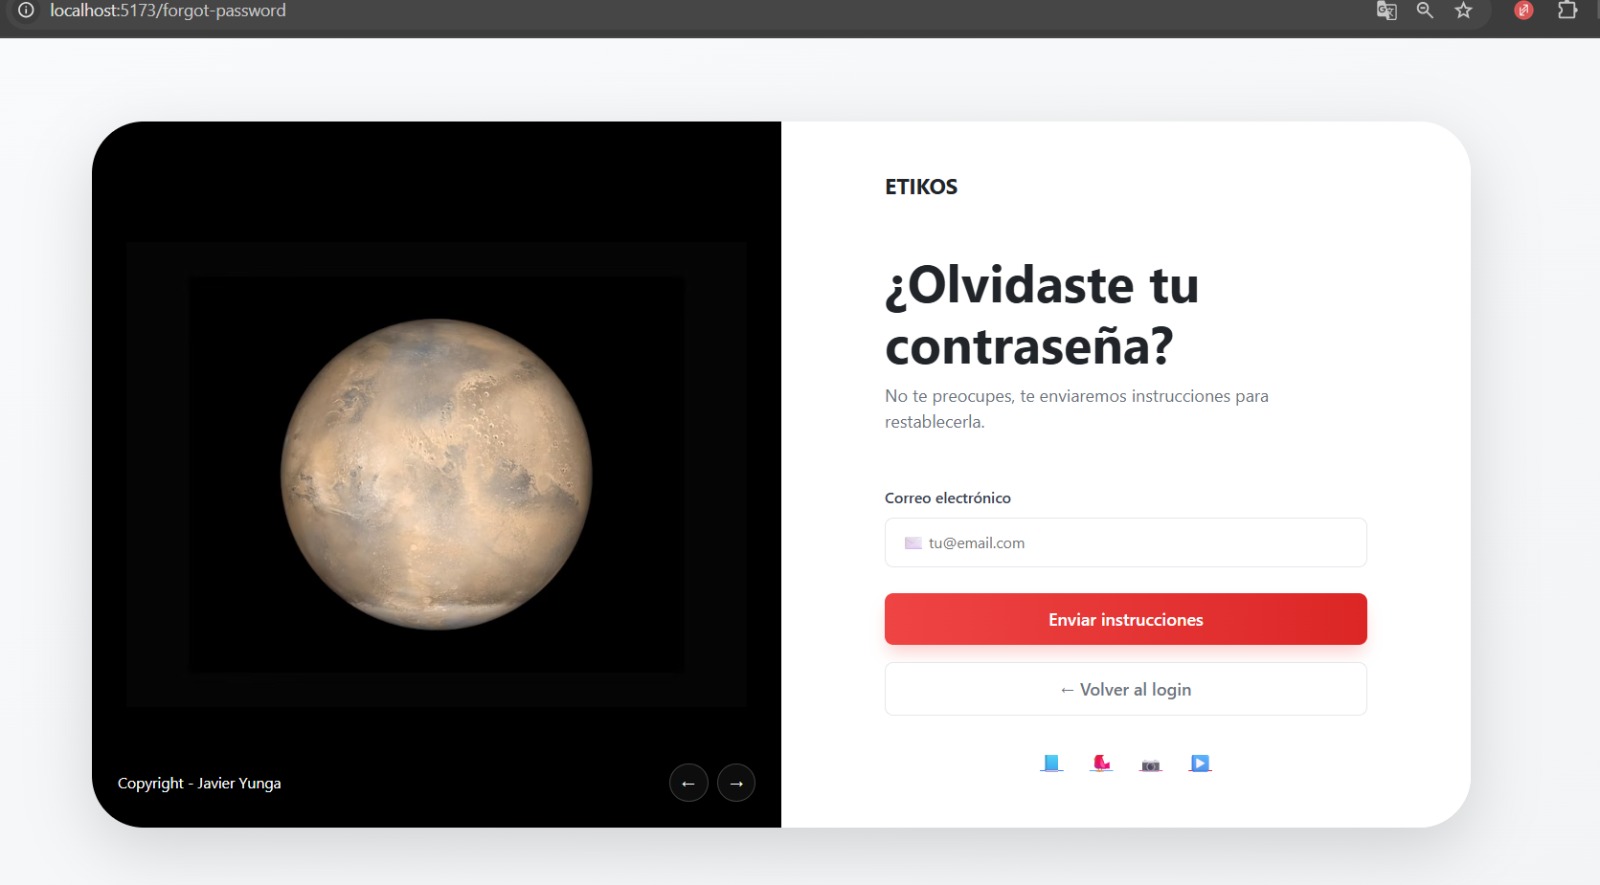 localhost:5173/forgot-password
ETIKOS
¿Olvidaste tu
contraseña?
No te preocupes, te enviaremos instrucciones para
restablecerla.
Correo electrónico
tu@email.com
Enviar instrucciones
← Volver al login
Copyright - Javier Yunga
← →